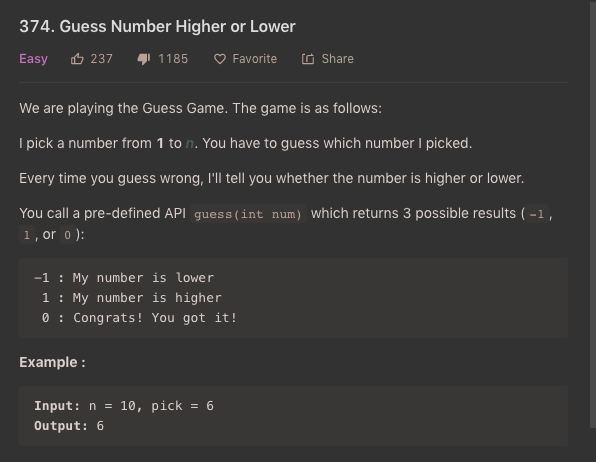 374. Guess Number Higher or Lower
Easy 237 1185 Favorite Share
We are playing the Guess Game. The game is as follows:
I pick a number from 1 to n. You have to guess which number I picked.
Every time you guess wrong, I'll tell you whether the number is higher or lower.
You call a pre-defined API guess(int num) which returns 3 possible results (-1,
1, or 0):
-1 : My number is lower
1 : My number is higher
0 : Congrats! You got it!
Example :
Input: n = 10, pick = 6
Output: 6